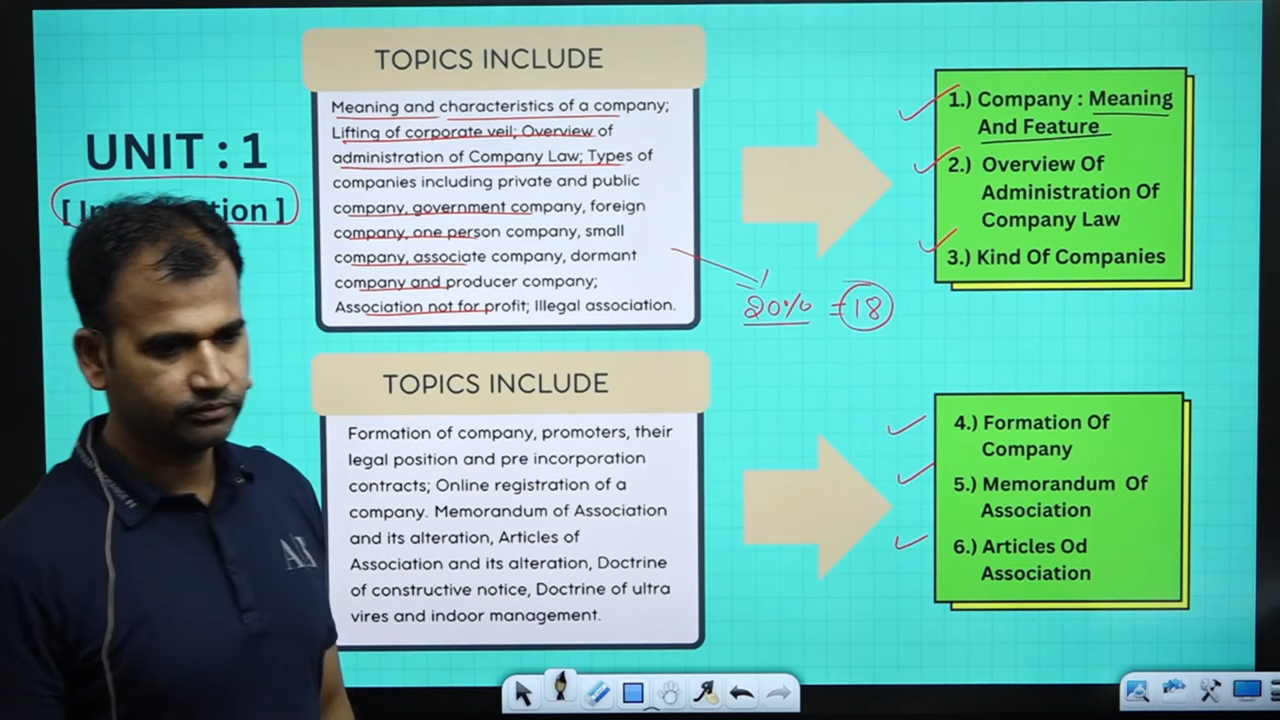 UNIT : 1
TOPICS INCLUDE
Meaning and characteristics of a company;
Lifting of corporate veil; Overview of
administration of Company Law; Types of
companies including private and public
company, government company, foreign
company, one person company, small
company, associate company, dormant
company and producer company;
Association not for profit; Illegal association.
20% = 18
1.) Company : Meaning
And Feature
2.) Overview Of
Administration Of
Company Law
3.) Kind Of Companies
TOPICS INCLUDE
Formation of company, promoters, their
legal position and pre incorporation
contracts; Online registration of a
company. Memorandum of Association
and its alteration, Articles of
Association and its alteration, Doctrine
of constructive notice, Doctrine of ultra
vires and indoor management.
4.) Formation Of
Company
5.) Memorandum Of
Association
6.) Articles Od
Association